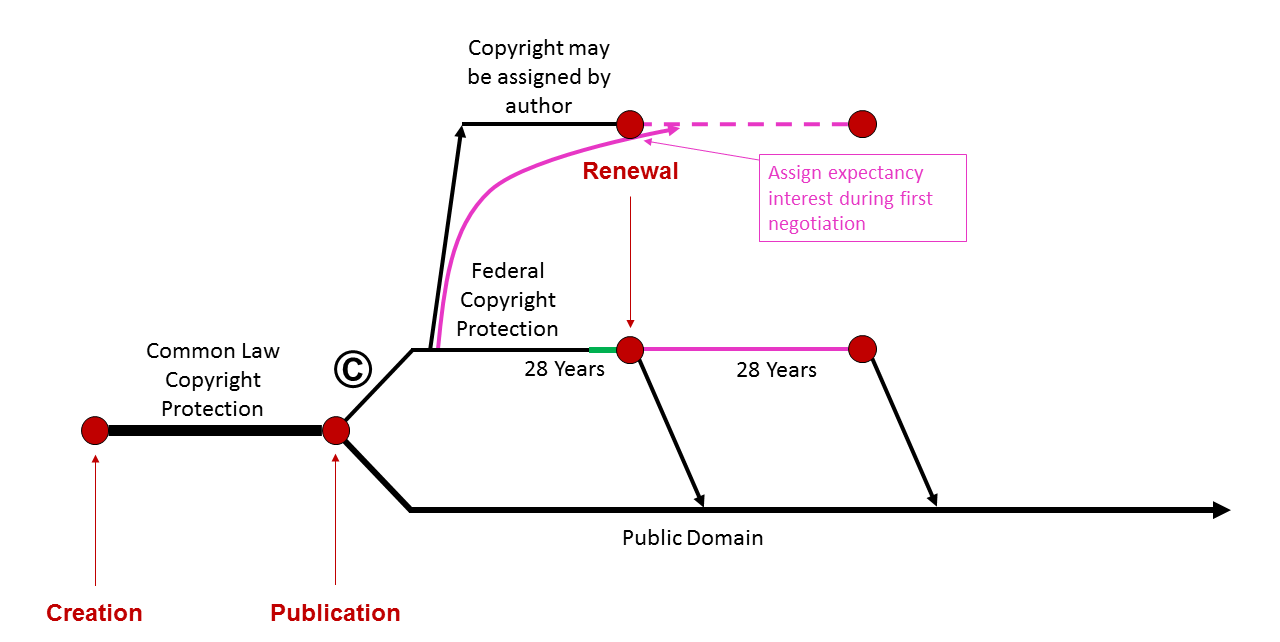 Copyright may
be assigned by
author
Renewal
Assign expectancy
interest during first
negotiation
Federal
Copyright
Protection
28 Years
28 Years
Common Law
Copyright
Protection
©
Public Domain
Creation
Publication